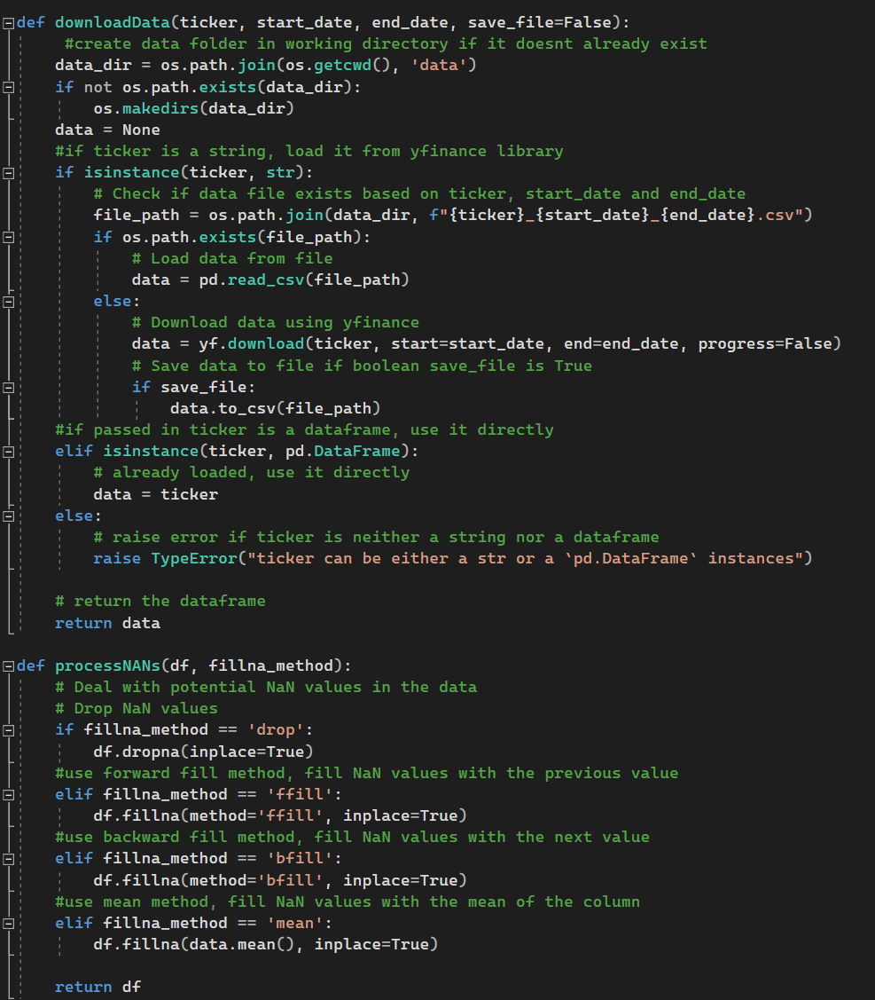 def downloadData(ticker, start_date, end_date, save_file=False):
     #create data folder in working directory if it doesnt already exist
    data_dir = os.path.join(os.getcwd(), 'data')
    if not os.path.exists(data_dir):
        os.makedirs(data_dir)
    data = None
    #if ticker is a string, load it from yfinance library
    if isinstance(ticker, str):
        # Check if data file exists based on ticker, start_date and end_date
        file_path = os.path.join(data_dir, f"{ticker}_{start_date}_{end_date}.csv")
        if os.path.exists(file_path):
            # Load data from file
            data = pd.read_csv(file_path)
        else:
            # Download data using yfinance
            data = yf.download(ticker, start=start_date, end=end_date, progress=False)
            # Save data to file if boolean save_file is True
            if save_file:
                data.to_csv(file_path)
    #if passed in ticker is a dataframe, use it directly
    elif isinstance(ticker, pd.DataFrame):
        # already loaded, use it directly
        data = ticker
    else:
        # raise error if ticker is neither a string nor a dataframe
        raise TypeError("ticker can be either a str or a `pd.DataFrame` instances")

    # return the dataframe
    return data

def processNANs(df, fillna_method):
    # Deal with potential NaN values in the data
    # Drop NaN values
    if fillna_method == 'drop':
        df.dropna(inplace=True)
    #use forward fill method, fill NaN values with the previous value
    elif fillna_method == 'ffill':
        df.fillna(method='ffill', inplace=True)
    #use backward fill method, fill NaN values with the next value
    elif fillna_method == 'bfill':
        df.fillna(method='bfill', inplace=True)
    #use mean method, fill NaN values with the mean of the column
    elif fillna_method == 'mean':
        df.fillna(data.mean(), inplace=True)

    return df